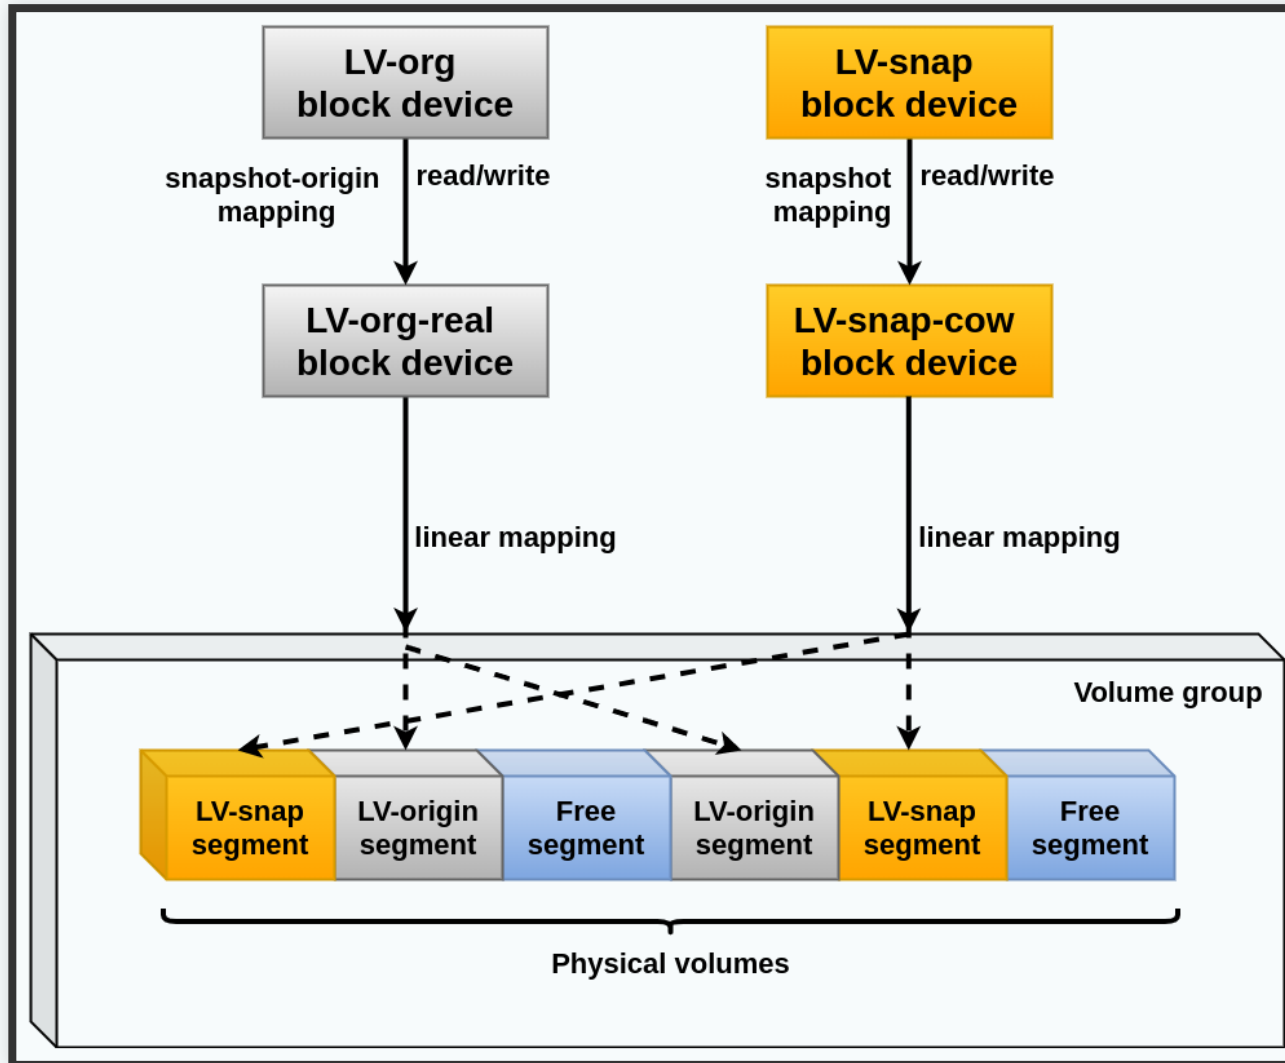 LV-org
block device
LV-snap
block device
snapshot-origin
mapping
read/write
snapshot
mapping
read/write
LV-org-real
block device
LV-snap-cow
block device
linear mapping
linear mapping
Volume group
LV-snap
segment
LV-origin
segment
Free
segment
LV-origin
segment
LV-snap
segment
Free
segment
Physical volumes